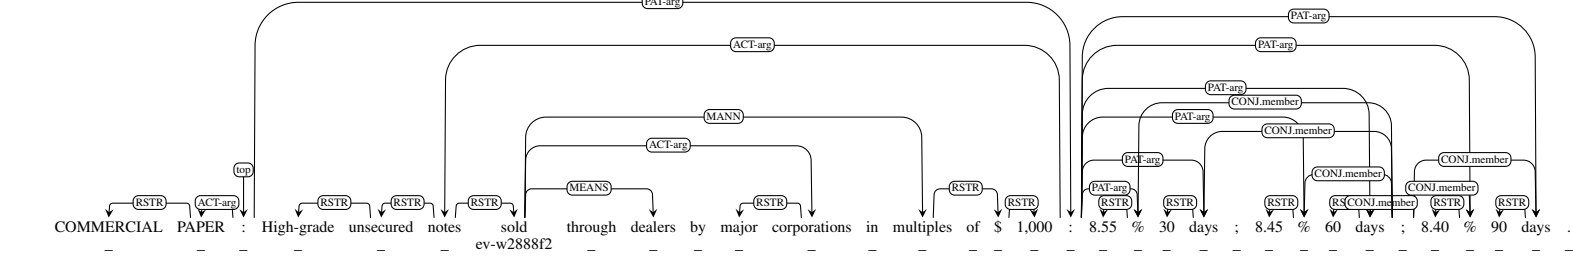 PAT-arg
PAT-arg
ACT-arg PAT-arg
PAT-arg
CONJ.member
MANN PAT-arg
CONJ.member
ACT-arg
PAT-arg CONJ.member
top
CONJ.member
MEANS PAT-arg CONJ.member
RSTR ACT-arg RSTR RSTR RSTR RSTR RSTR RSTR RSTR RSTR RSTR CONJ.member RSTR RSTR
COMMERCIAL PAPER : High-grade unsecured notes sold through dealers by major corporations in multiples of $ 1,000 : 8.55 % 30 days ; 8.45 % 60 days ; 8.40 % 90 days .
_ _ _ _ _ _ ev-w2888f2 _ _ _ _ _ _ _ _ _ _ _ _ _ _ _ _ _ _ _ _ _ _ _ _ _ _